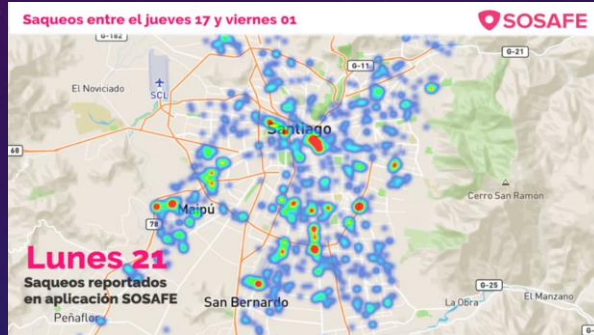 Saqueos entre el jueves 17 y viernes 01
SOSAFE
G-182
G-21
El Noviciado
SCL
G-11
Santiago
68
Cerro San Ramon
Maipú
78
Lunes 21
Saqueos reportados
en aplicación SOSAFE
San Bernardo
G-25
La Obra
El Manzano
Peñaflor